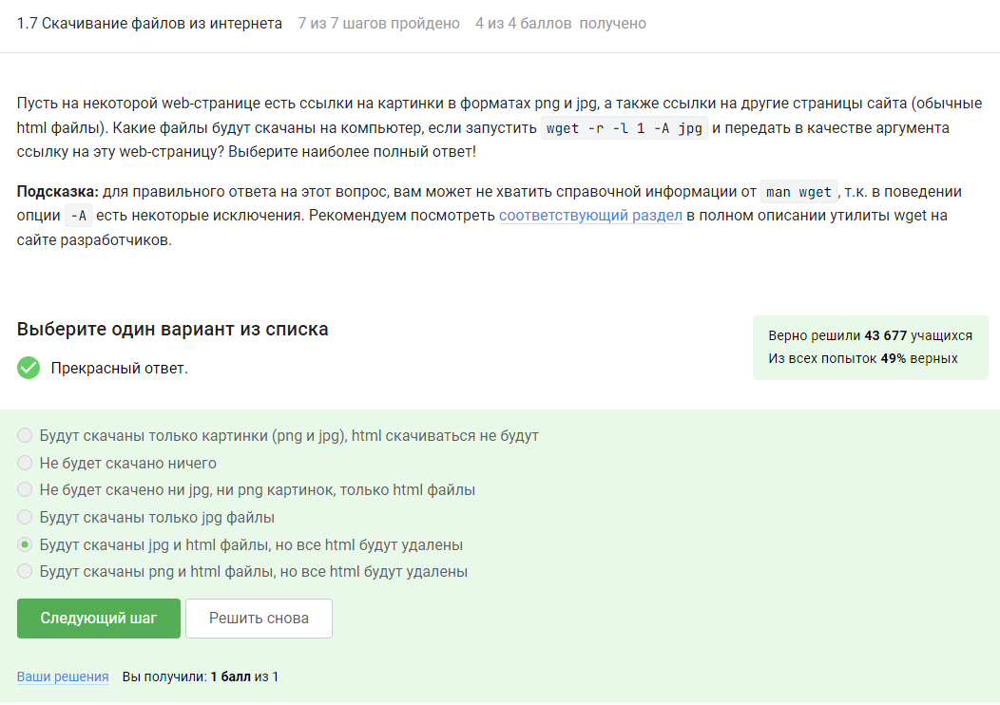 1.7 Скачивание файлов из интернета 7 из 7 шагов пройдено 4 из 4 баллов получено
Пусть на некоторой web-странице есть ссылки на картинки в форматах png и jpg, а также ссылки на другие страницы сайта (обычные
html файлы). Какие файлы будут скачаны на компьютер, если запустить wget -r -l 1 -A jpg и передать в качестве аргумента
ссылку на эту web-страницу? Выберите наиболее полный ответ!
Подсказка: для правильного ответа на этот вопрос, вам может не хватить справочной информации от man wget, т.к. в поведении
опции -A есть некоторые исключения. Рекомендуем посмотреть соответствующий раздел в полном описании утилиты wget на
сайте разработчиков.
Выберите один вариант из списка
Прекрасный ответ.
Верно решили 43 677 учащихся
Из всех попыток 49% верных
Будут скачаны только картинки (png и jpg), html скачиваться не будут
Не будет скачано ничего
Не будет скачено ни jpg, ни png картинок, только html файлы
Будут скачаны только jpg файлы
Будут скачаны jpg и html файлы, но все html будут удалены
Будут скачаны png и html файлы, но все html будут удалены
Следующий шаг Решить снова
Ваши решения Вы получили: 1 балл из 1